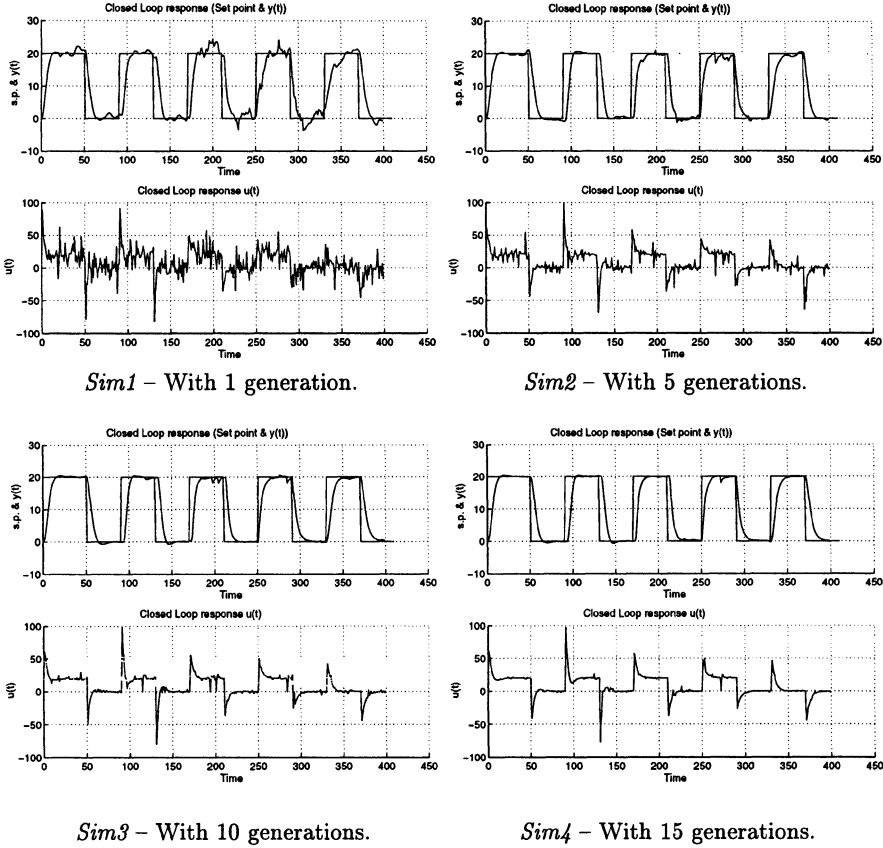 Closed Loop response (Set point & y(t))
30
20
10
0
−10
s.p. & y(t)
0 50 100 150 200 250 300 350 400 450
Time
Closed Loop response u(t)
100
50
0
−50
−100
u(t)
0 50 100 150 200 250 300 350 400 450
Time
Sim1 – With 1 generation.
Closed Loop response (Set point & y(t))
30
20
10
0
−10
s.p. & y(t)
0 50 100 150 200 250 300 350 400 450
Time
Closed Loop response u(t)
100
50
0
−50
−100
u(t)
0 50 100 150 200 250 300 350 400 450
Time
Sim2 – With 5 generations.
Closed Loop response (Set point & y(t))
30
20
10
0
−10
s.p. & y(t)
0 50 100 150 200 250 300 350 400 450
Time
Closed Loop response u(t)
100
50
0
−50
−100
u(t)
0 50 100 150 200 250 300 350 400 450
Time
Sim3 – With 10 generations.
Closed Loop response (Set point & y(t))
30
20
10
0
−10
s.p. & y(t)
0 50 100 150 200 250 300 350 400 450
Time
Closed Loop response u(t)
100
50
0
−50
−100
u(t)
0 50 100 150 200 250 300 350 400 450
Time
Sim4 – With 15 generations.